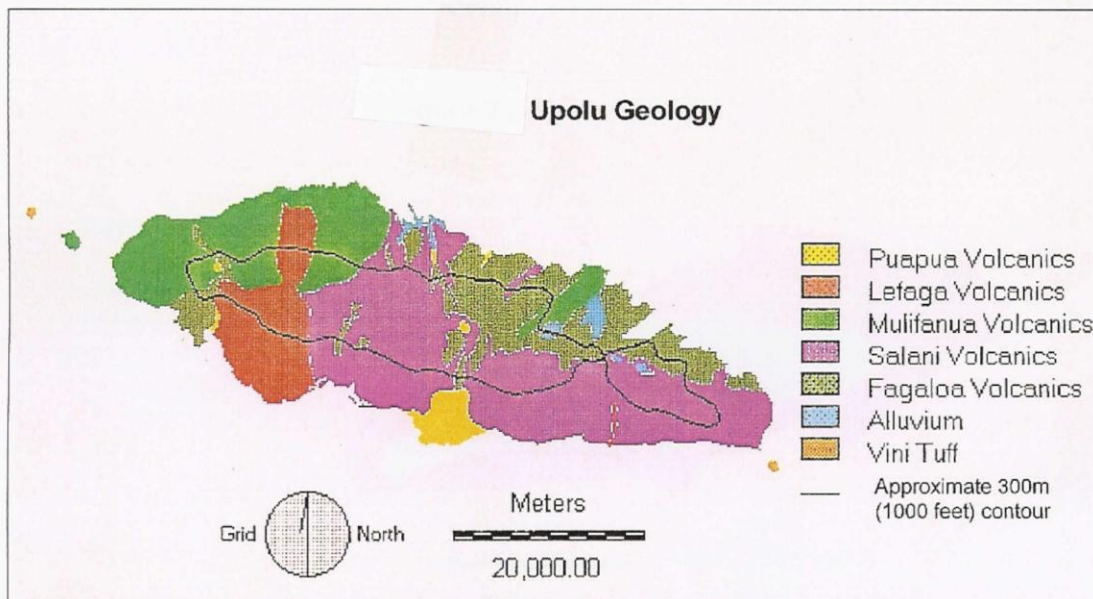 Upolu Geology
Puapua Volcanics
Lefaga Volcanics
Mulifanua Volcanics
Salani Volcanics
Fagaloa Volcanics
Alluvium
Vini Tuff
Approximate 300m
(1000 feet) contour
Grid North
Meters
20,000.00